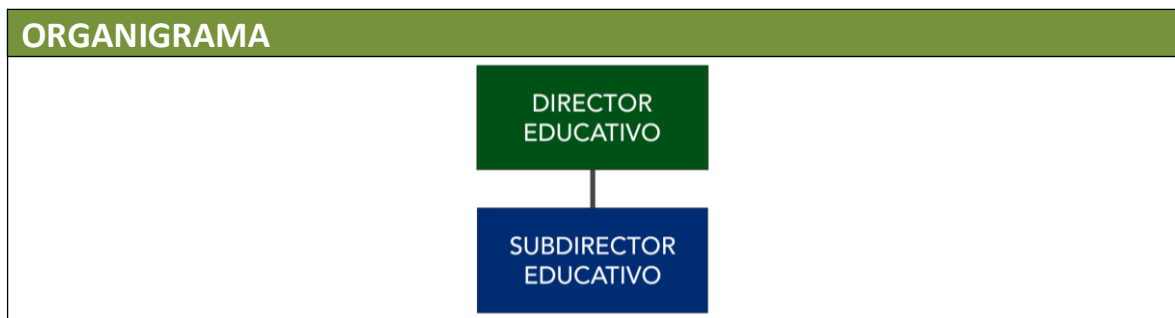 ORGANIGRAMA
DIRECTOR
EDUCATIVO
SUBDIRECTOR
EDUCATIVO